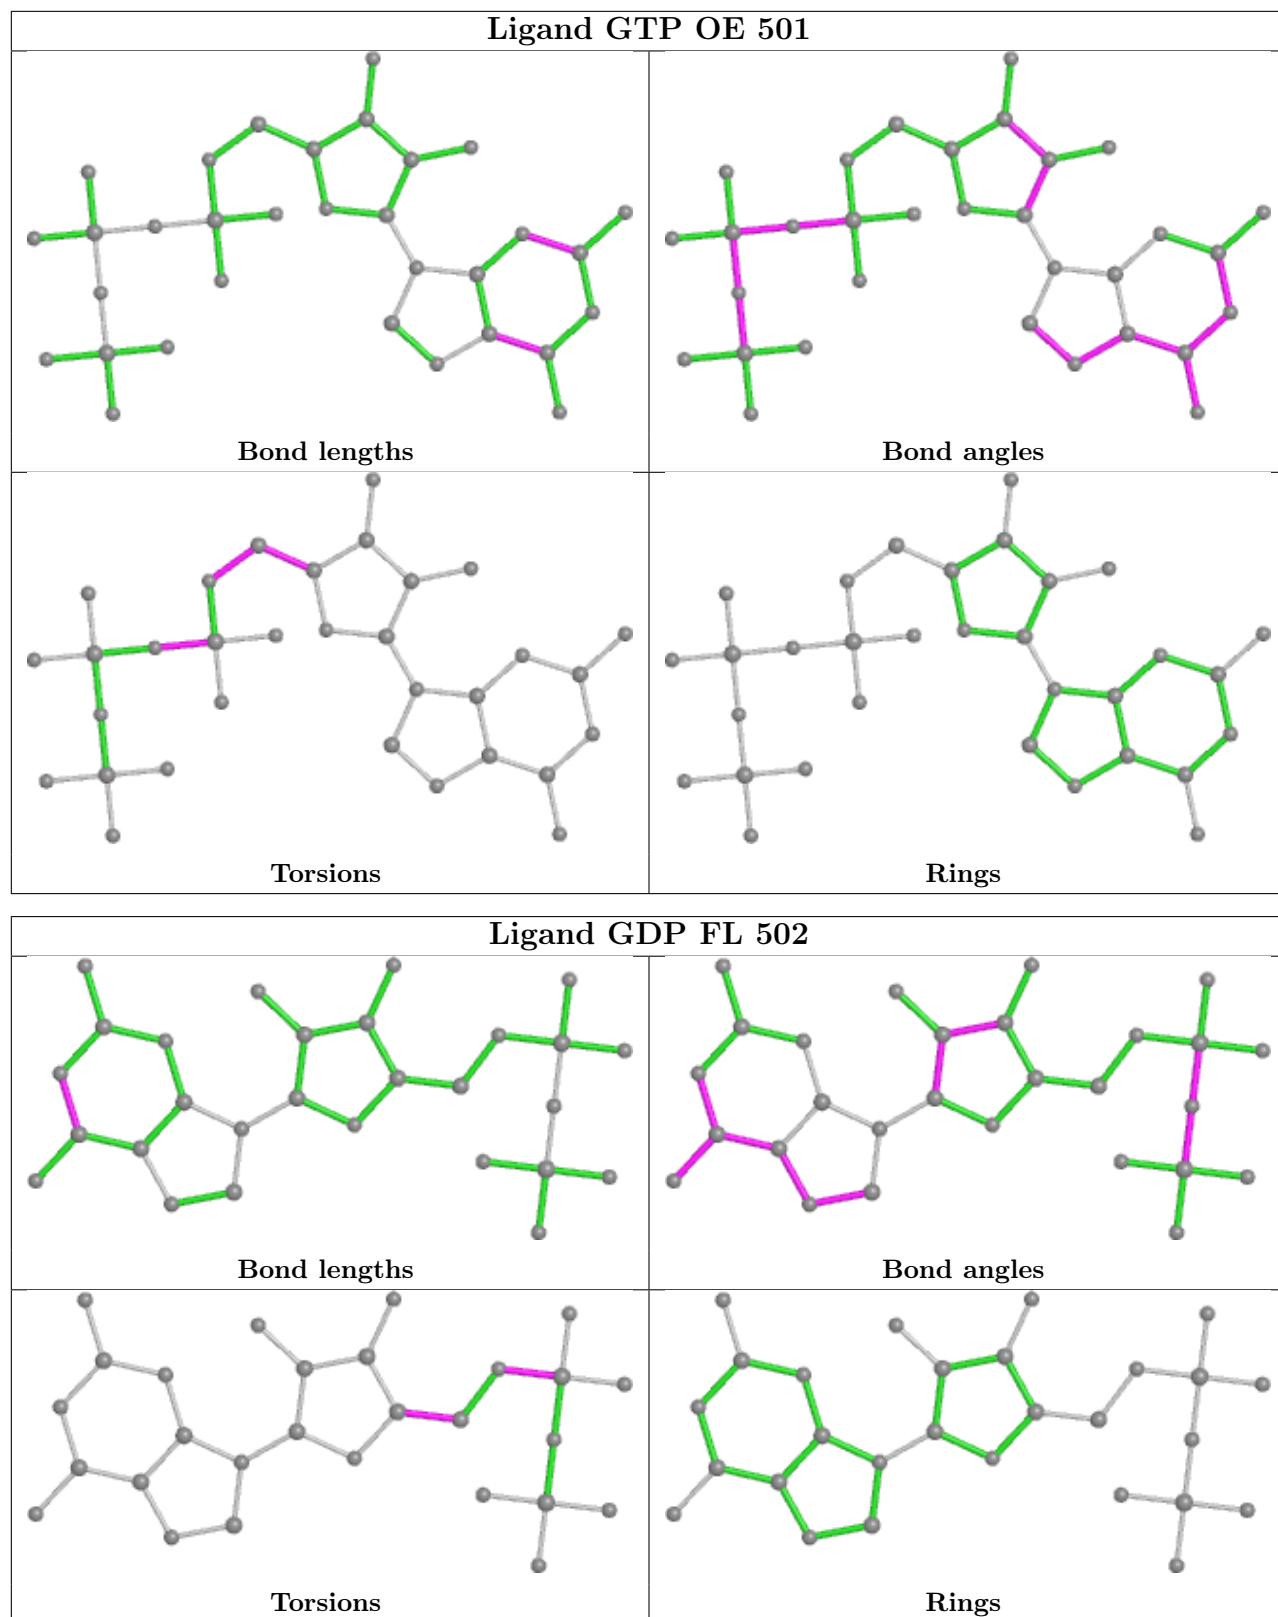 Ligand GTP OE 501
Bond lengths
Bond angles
Torsions
Rings
Ligand GDP FL 502
Bond lengths
Bond angles
Torsions
Rings